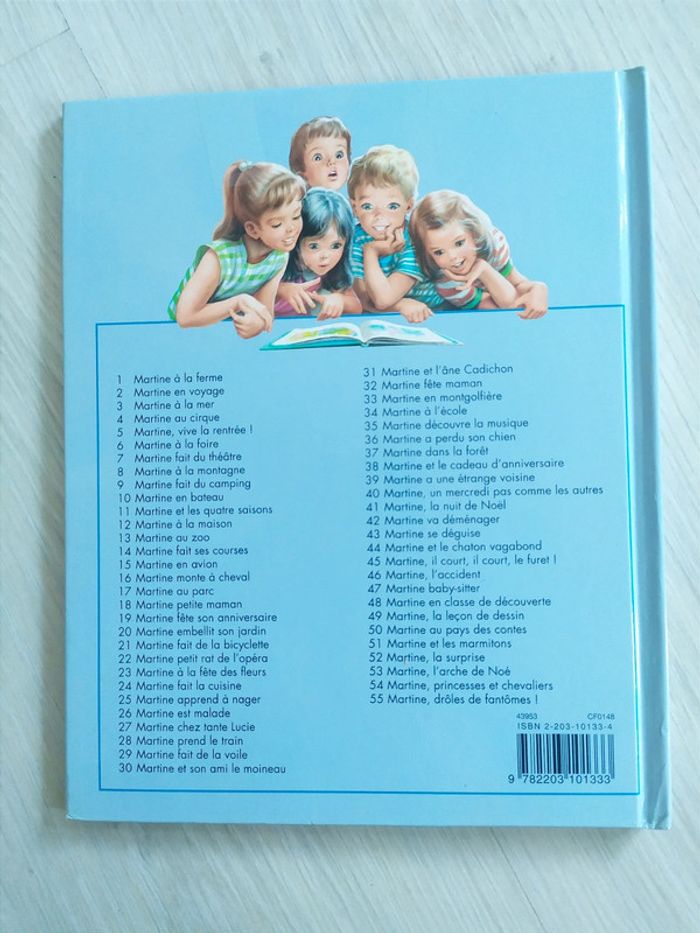 1 Martine à la ferme
2 Martine en voyage
3 Martine à la mer
4 Martine au cirque
5 Martine, vive la rentrée !
6 Martine à la foire
7 Martine fait du théâtre
8 Martine à la montagne
9 Martine fait du camping
10 Martine en bateau
11 Martine et les quatre saisons
12 Martine à la maison
13 Martine au zoo
14 Martine fait ses courses
15 Martine en avion
16 Martine monte à cheval
17 Martine au parc
18 Martine petite maman
19 Martine fête son anniversaire
20 Martine embellit son jardin
21 Martine fait de la bicyclette
22 Martine petit rat de l'opéra
23 Martine à la fête des fleurs
24 Martine fait la cuisine
25 Martine apprend à nager
26 Martine est malade
27 Martine chez tante Lucie
28 Martine prend le train
29 Martine fait de la voile
30 Martine et son ami le moineau
31 Martine et l'âne Cadichon
32 Martine fête maman
33 Martine en montgolfière
34 Martine à l'école
35 Martine découvre la musique
36 Martine a perdu son chien
37 Martine dans la forêt
38 Martine et le cadeau d'anniversaire
39 Martine a une étrange voisine
40 Martine, un mercredi pas comme les autres
41 Martine, la nuit de Noël
42 Martine va déménager
43 Martine se déguise
44 Martine et le chaton vagabond
45 Martine, il court, il court, le furet !
46 Martine, l'accident
47 Martine baby-sitter
48 Martine en classe de découverte
49 Martine, la leçon de dessin
50 Martine au pays des contes
51 Martine et les marmitons
52 Martine, la surprise
53 Martine, l'arche de Noé
54 Martine, princesses et chevaliers
55 Martine, drôles de fantômes !
43953 CF0148
ISBN 2-203-10133-4
9 782203 101333